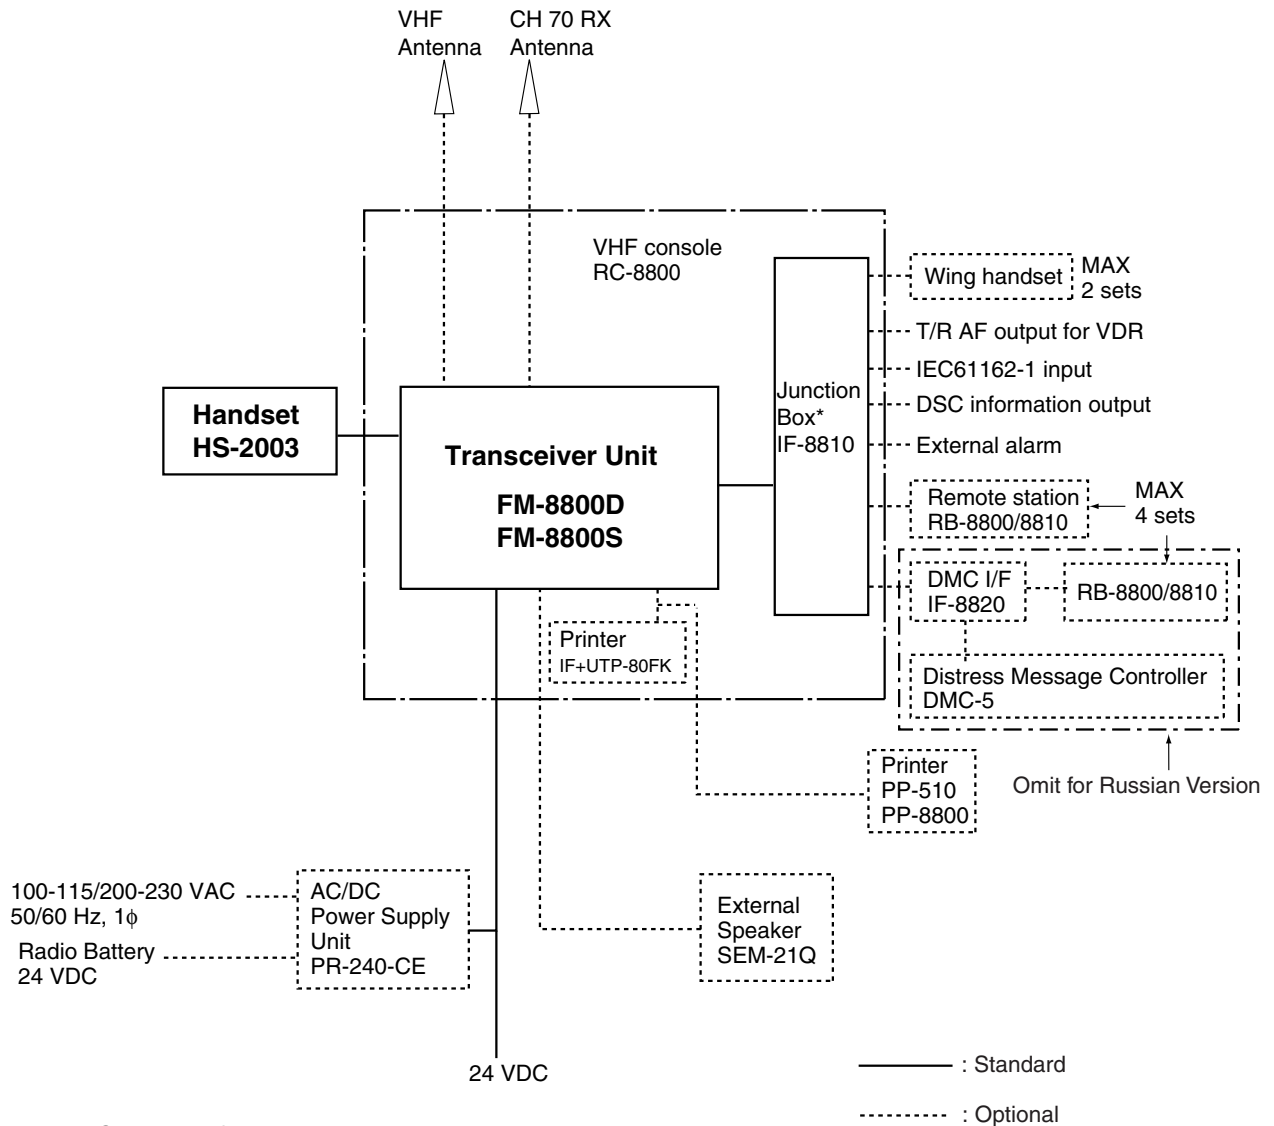 VHF
Antenna
CH 70 RX
Antenna
VHF console
RC-8800
Wing handset
MAX
2 sets
T/R AF output for VDR
IEC61162-1 input
DSC information output
External alarm
Junction
Box*
IF-8810
Handset
HS-2003
Transceiver Unit
FM-8800D
FM-8800S
Remote station
RB-8800/8810
MAX
4 sets
DMC I/F
IF-8820
RB-8800/8810
Distress Message Controller
DMC-5
Printer
IF+UTP-80FK
Printer
PP-510
PP-8800
Omit for Russian Version
100-115/200-230 VAC
50/60 Hz, 1ϕ
Radio Battery
24 VDC
AC/DC
Power Supply
Unit
PR-240-CE
External
Speaker
SEM-21Q
24 VDC
: Standard
: Optional